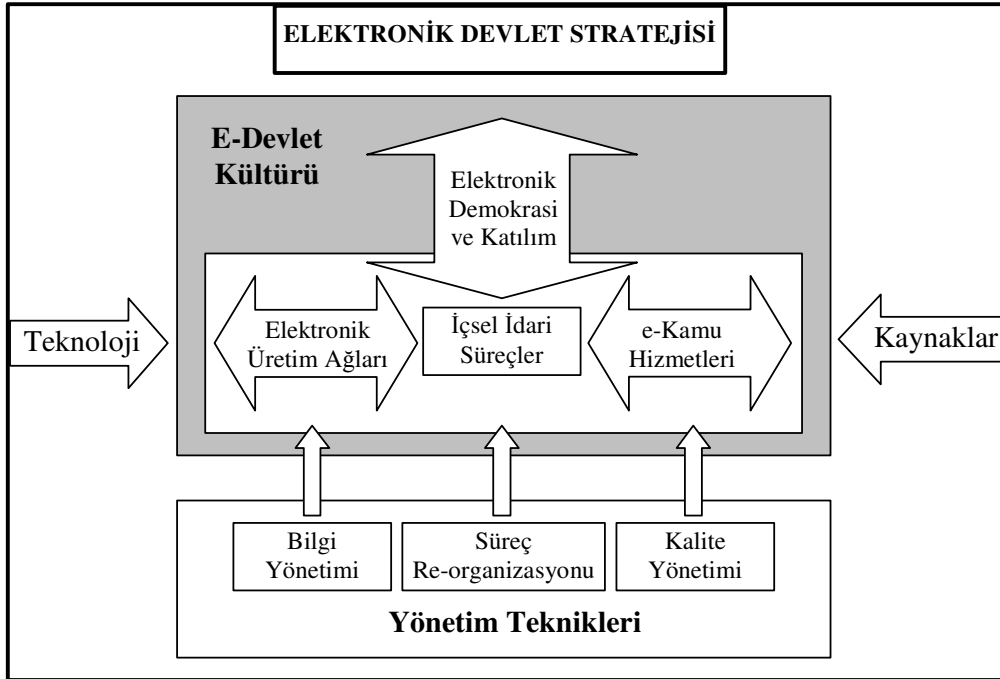 ELEKTRONİK DEVLET STRATEJİSİ
E-Devlet
Kültürü
Elektronik
Demokrasi
ve Katılım
Teknoloji
Elektronik
Üretim Ağları
İçsel İdari
Süreçler
e-Kamu
Hizmetleri
Kaynaklar
Bilgi
Yönetimi
Süreç
Re-organizasyonu
Kalite
Yönetimi
Yönetim Teknikleri